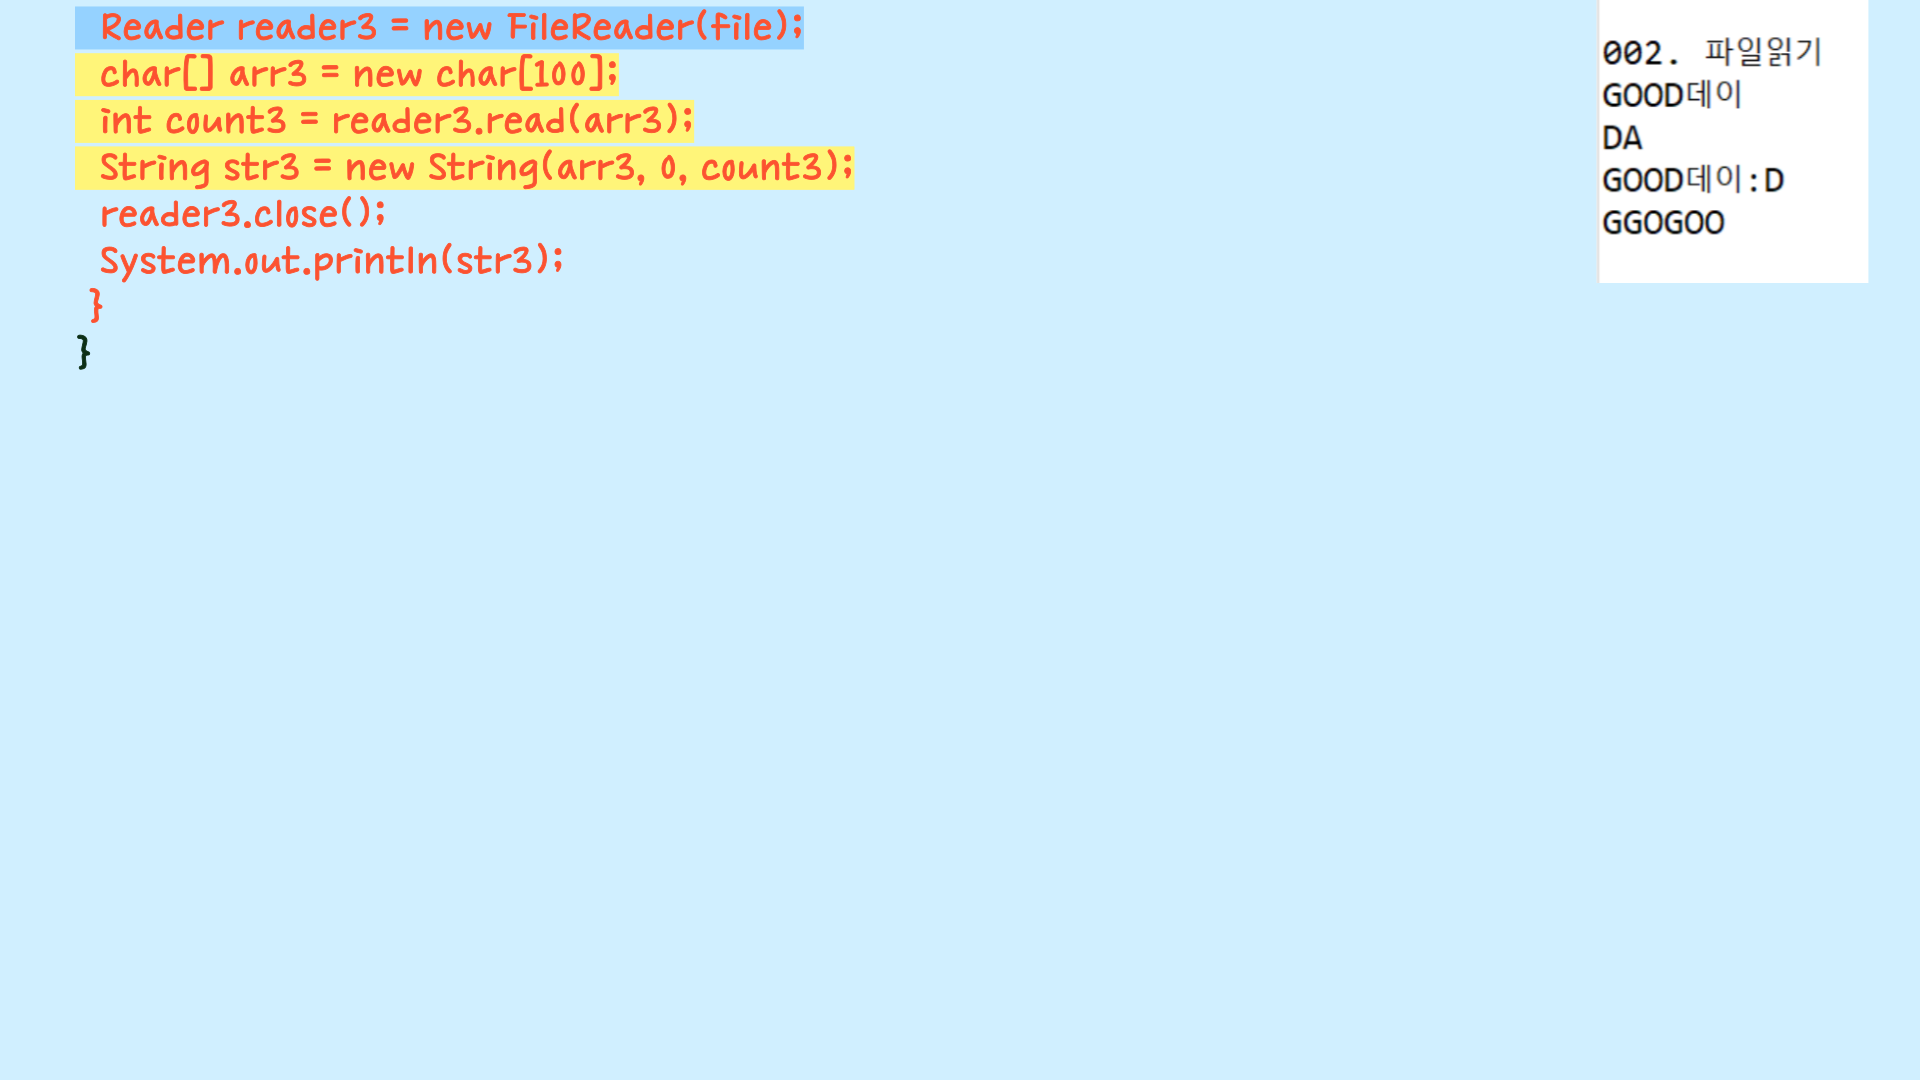 Reader reader3 = new FileReader(file);
char[] arr3 = new char[100];
int count3 = reader3.read(arr3);
String str3 = new String(arr3, 0, count3);
reader3.close();
System.out.println(str3);
}
}
002. 파일읽기
GOOD데이
DA
GOOD데이:D
GGOGOO